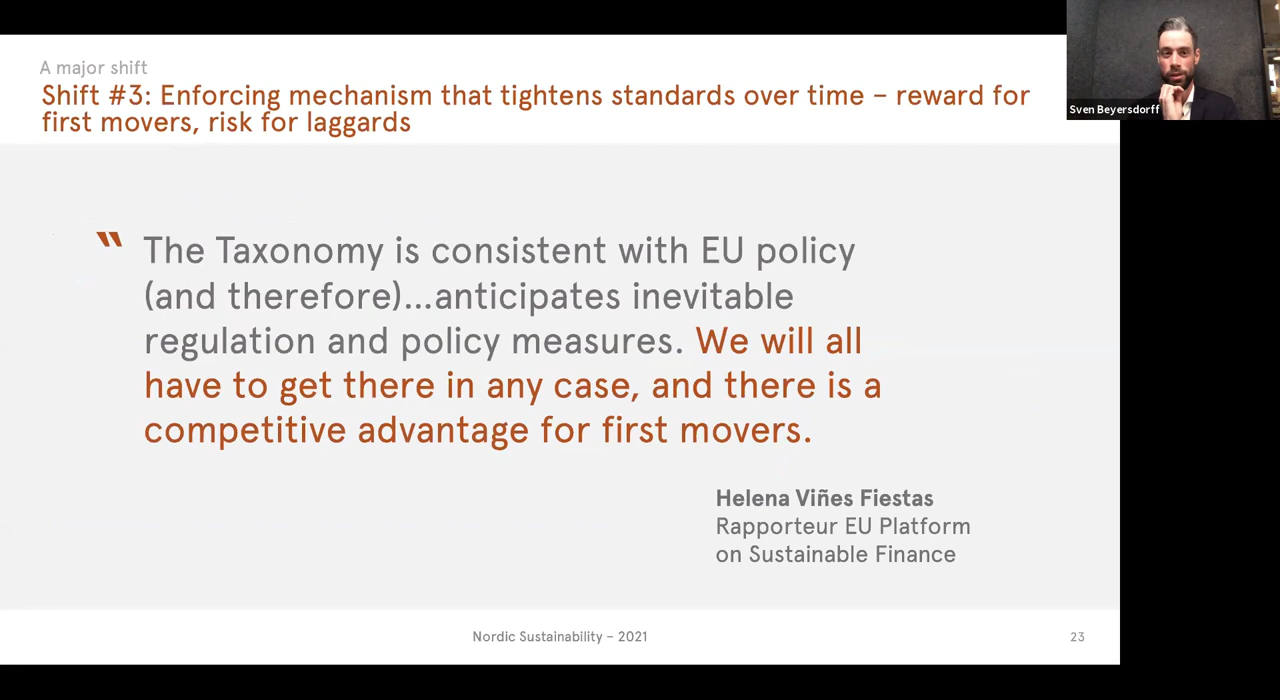 A major shift
Shift #3: Enforcing mechanism that tightens standards over time – reward for
first movers, risk for laggards
Sven Beyersdorff
“ The Taxonomy is consistent with EU policy
(and therefore)...anticipates inevitable
regulation and policy measures. We will all
have to get there in any case, and there is a
competitive advantage for first movers.
Helena Viñes Fiestas
Rapporteur EU Platform
on Sustainable Finance
Nordic Sustainability – 2021
23